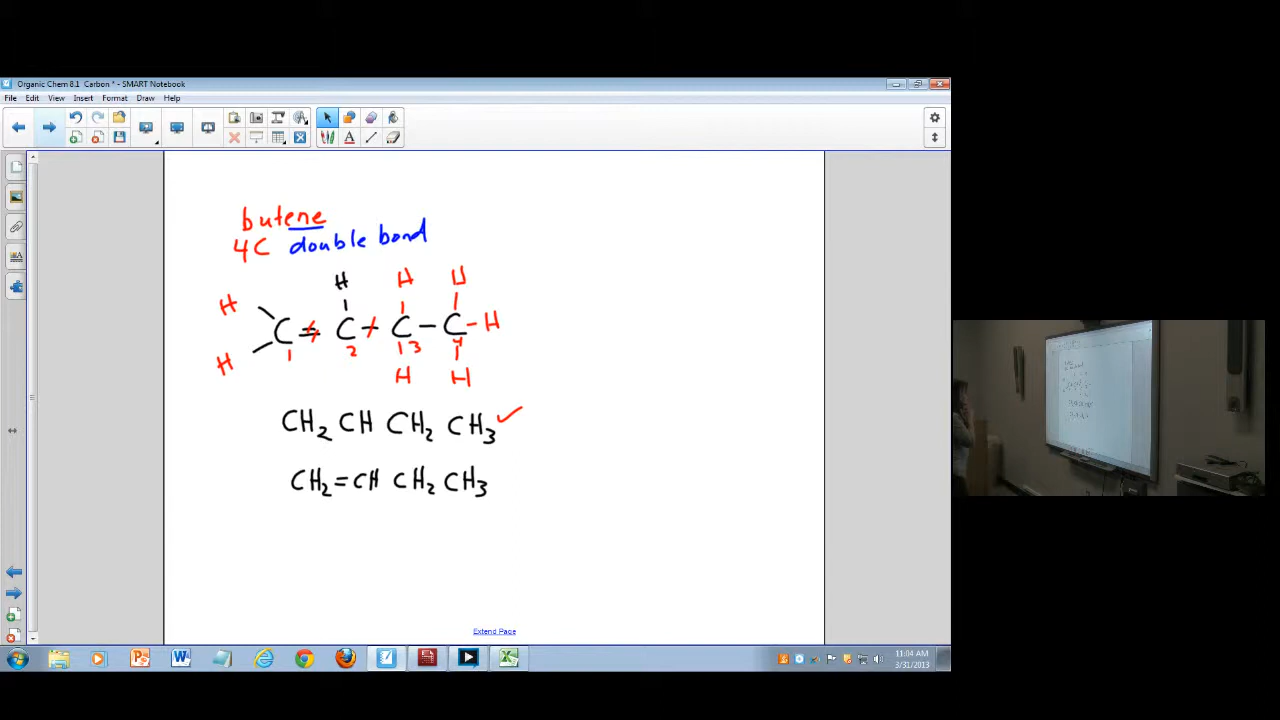 Organic Chem 8.1 Carbon * - SMART Notebook
File Edit View Insert Format Draw Help
butene
4C double bond
H H H H
C = C - C - C - H
H
1 2 3 4
H H
CH2 CH CH2 CH3 ✓
CH2=CH CH2 CH3
Extend Page
11:04 AM
3/31/2013